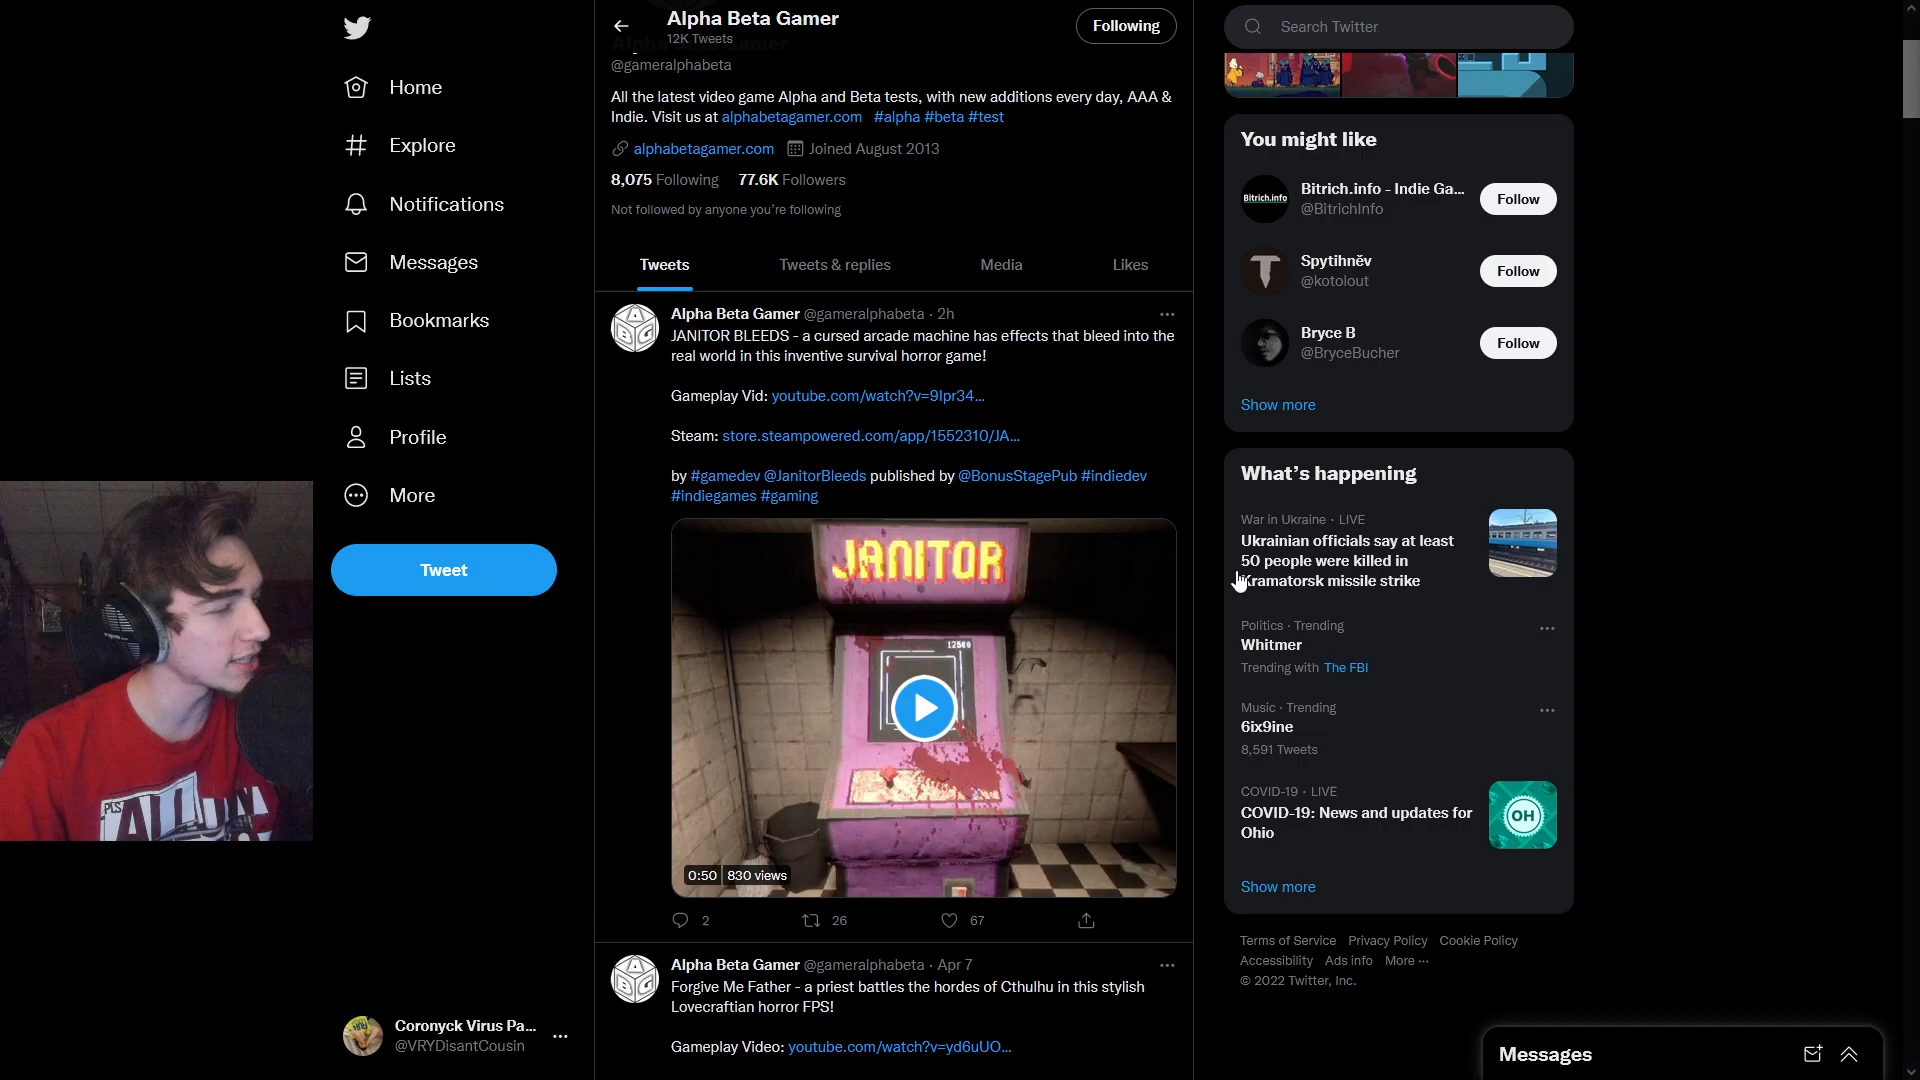 Home
Explore
Notifications
Messages
Bookmarks
Lists
Profile
More
Tweet
Coronyck Virus Pa...
@VRYDisantCousin
Alpha Beta Gamer
12K Tweets
Following
@gameralphabeta
All the latest video game Alpha and Beta tests, with new additions every day, AAA &
Indie. Visit us at alphabetagamer.com #alpha #beta #test
alphabetagamer.com Joined August 2013
8,075 Following 77.6K Followers
Not followed by anyone you're following
Tweets Tweets & replies Media Likes
Alpha Beta Gamer @gameralphabeta · 2h
JANITOR BLEEDS - a cursed arcade machine has effects that bleed into the
real world in this inventive survival horror game!
Gameplay Vid: youtube.com/watch?v=9Ipr34...
Steam: store.steampowered.com/app/1552310/JA...
by #gamedev @JanitorBleeds published by @BonusStagePub #indiedev
#indiegames #gaming
JANITOR
12500
0:50 830 views
2 26 67
Alpha Beta Gamer @gameralphabeta · Apr 7
Forgive Me Father - a priest battles the hordes of Cthulhu in this stylish
Lovecraftian horror FPS!
Gameplay Video: youtube.com/watch?v=yd6uUO...
Search Twitter
You might like
Bitrich.info
Bitrich.info - Indie Ga...
@BitrichInfo
Follow
Spytihněv
@kotolout
Follow
Bryce B
@BryceBucher
Follow
Show more
What's happening
War in Ukraine · LIVE
Ukrainian officials say at least
50 people were killed in
Kramatorsk missile strike
Politics · Trending
Whitmer
Trending with The FBI
Music · Trending
6ix9ine
8,591 Tweets
COVID-19 · LIVE
COVID-19: News and updates for
Ohio
OH
Show more
Terms of Service Privacy Policy Cookie Policy
Accessibility Ads info More ...
© 2022 Twitter, Inc.
Messages